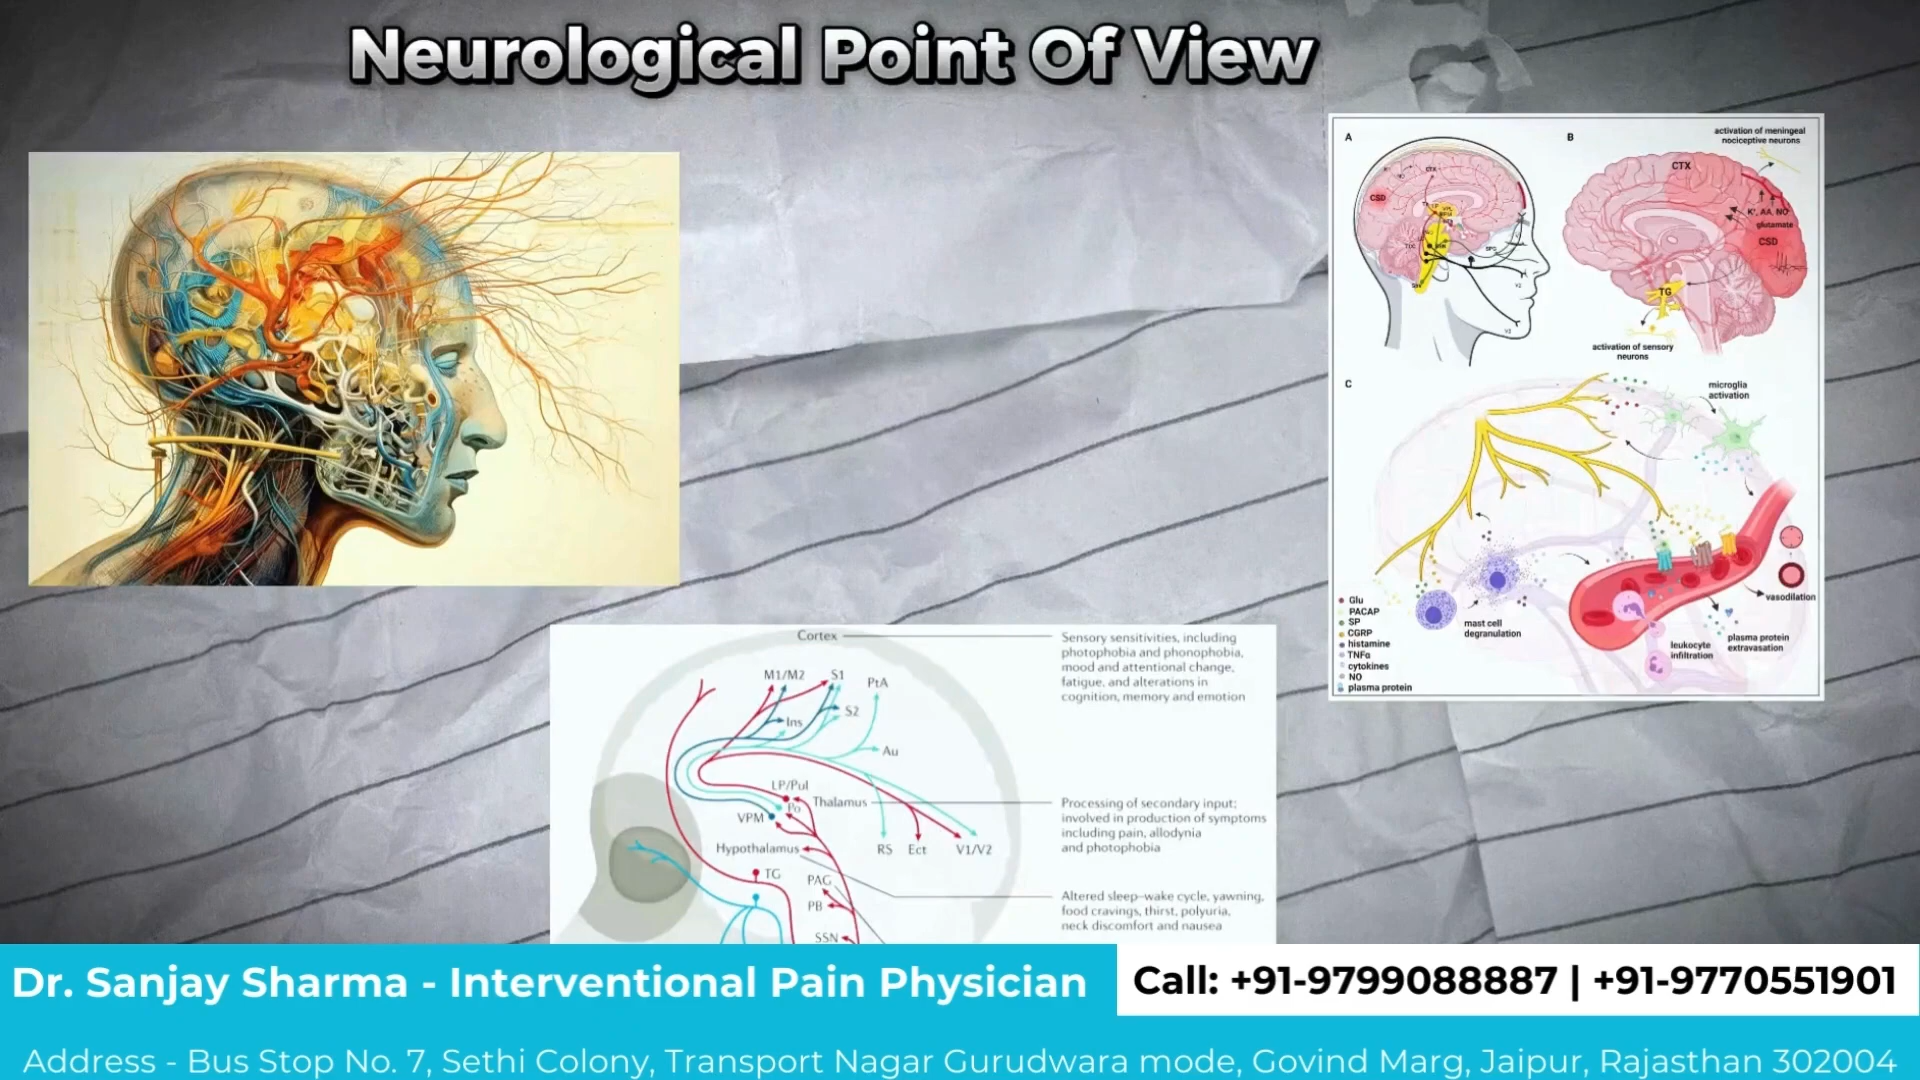 Neurological Point Of View
A
B
activation of meningeal
nociceptive neurons
CTX
CSD
K⁺, AA, NO
glutamate
CSD
TG
V2
V3
activation of sensory
neurons
C
microglia
activation
vasodilation
mast cell
degranulation
leukocyte
infiltration
plasma protein
extravasation
Glu
PACAP
SP
CGRP
histamine
TNFα
cytokines
NO
plasma protein
Cortex
Sensory sensitivities, including
photophobia and phonophobia,
mood and attentional change,
fatigue, and alterations in
cognition, memory and emotion
M1/M2
S1
PtA
Ins
S2
Au
LP/Pul
Po
Thalamus
VPM
Processing of secondary input;
involved in production of symptoms
including pain, allodynia
and photophobia
Hypothalamus
RS
Ect
V1/V2
TG
PAG
PB
SSN
Altered sleep–wake cycle, yawning,
food cravings, thirst, polyuria,
neck discomfort and nausea
Dr. Sanjay Sharma - Interventional Pain Physician
Call: +91-9799088887 | +91-9770551901
Address - Bus Stop No. 7, Sethi Colony, Transport Nagar Gurudwara mode, Govind Marg, Jaipur, Rajasthan 302004